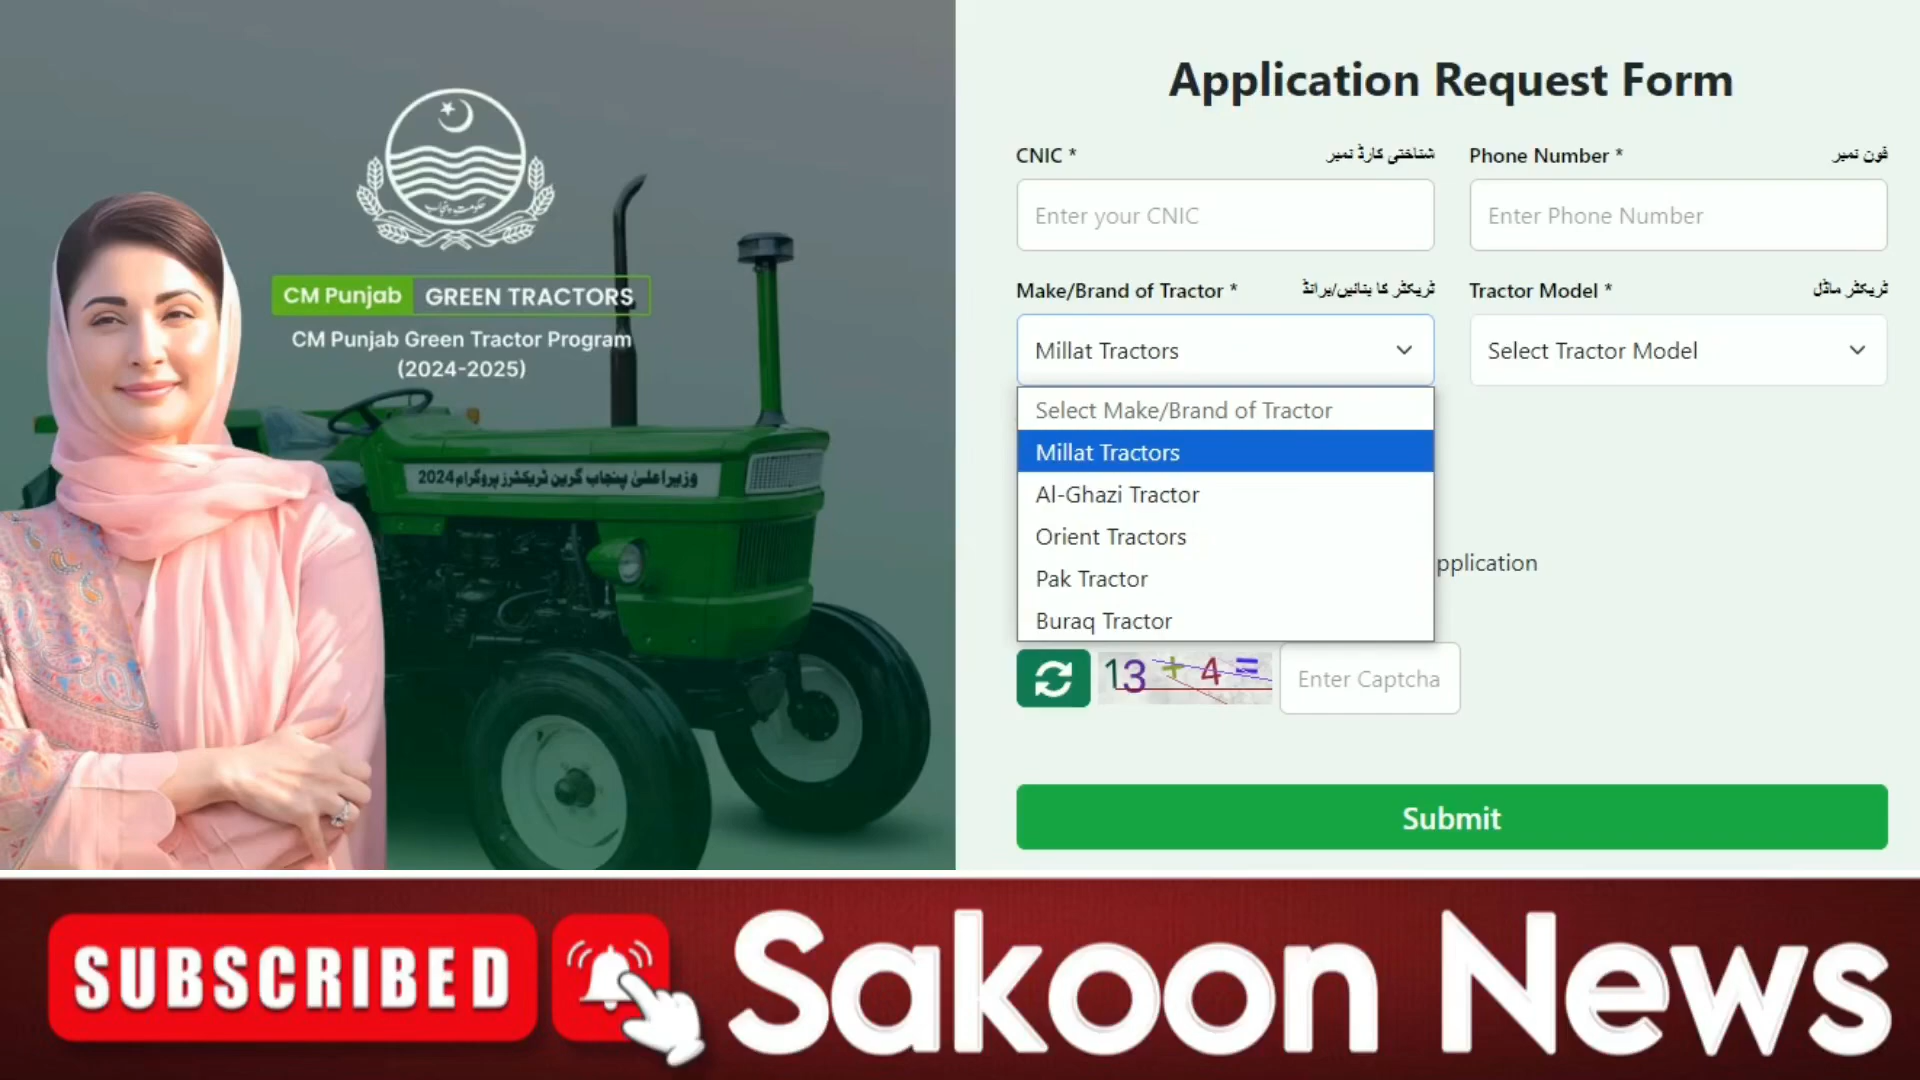 حکومتِ پنجاب
CM Punjab GREEN TRACTORS
CM Punjab Green Tractor Program
(2024-2025)
وزیراعلیٰ پنجاب گرین ٹریکٹرز پروگرام 2024
Application Request Form
CNIC * شناختی کارڈ نمبر
Phone Number * فون نمبر
Enter your CNIC
Enter Phone Number
Make/Brand of Tractor * ٹریکٹر کا بنائیں/برانڈ
Tractor Model * ٹریکٹر ماڈل
Millat Tractors
Select Tractor Model
Select Make/Brand of Tractor
Millat Tractors
Al-Ghazi Tractor
Orient Tractors
Pak Tractor
Buraq Tractor
pplication
13 + 4 =
Enter Captcha
Submit
SUBSCRIBED
Sakoon News